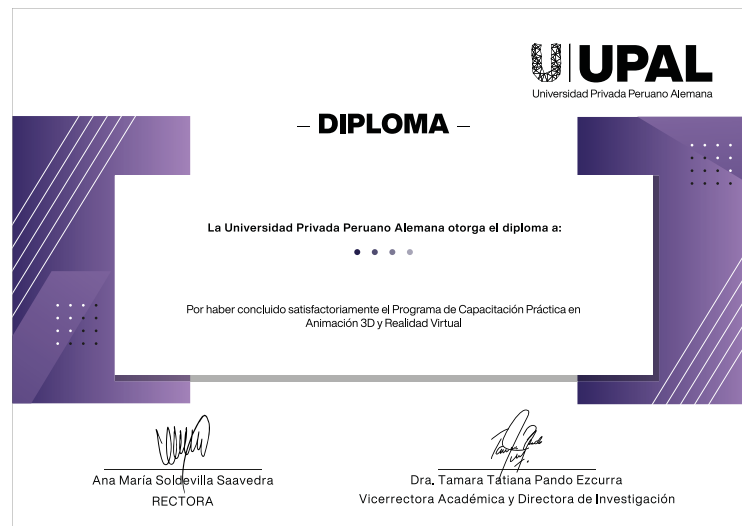 UPAL
Universidad Privada Peruano Alemana
– DIPLOMA –
La Universidad Privada Peruano Alemana otorga el diploma a:
Por haber concluido satisfactoriamente el Programa de Capacitación Práctica en
Animación 3D y Realidad Virtual
Ana María Soldevilla Saavedra
RECTORA
Dra. Tamara Tatiana Pando Ezcurra
Vicerrectora Académica y Directora de Investigación